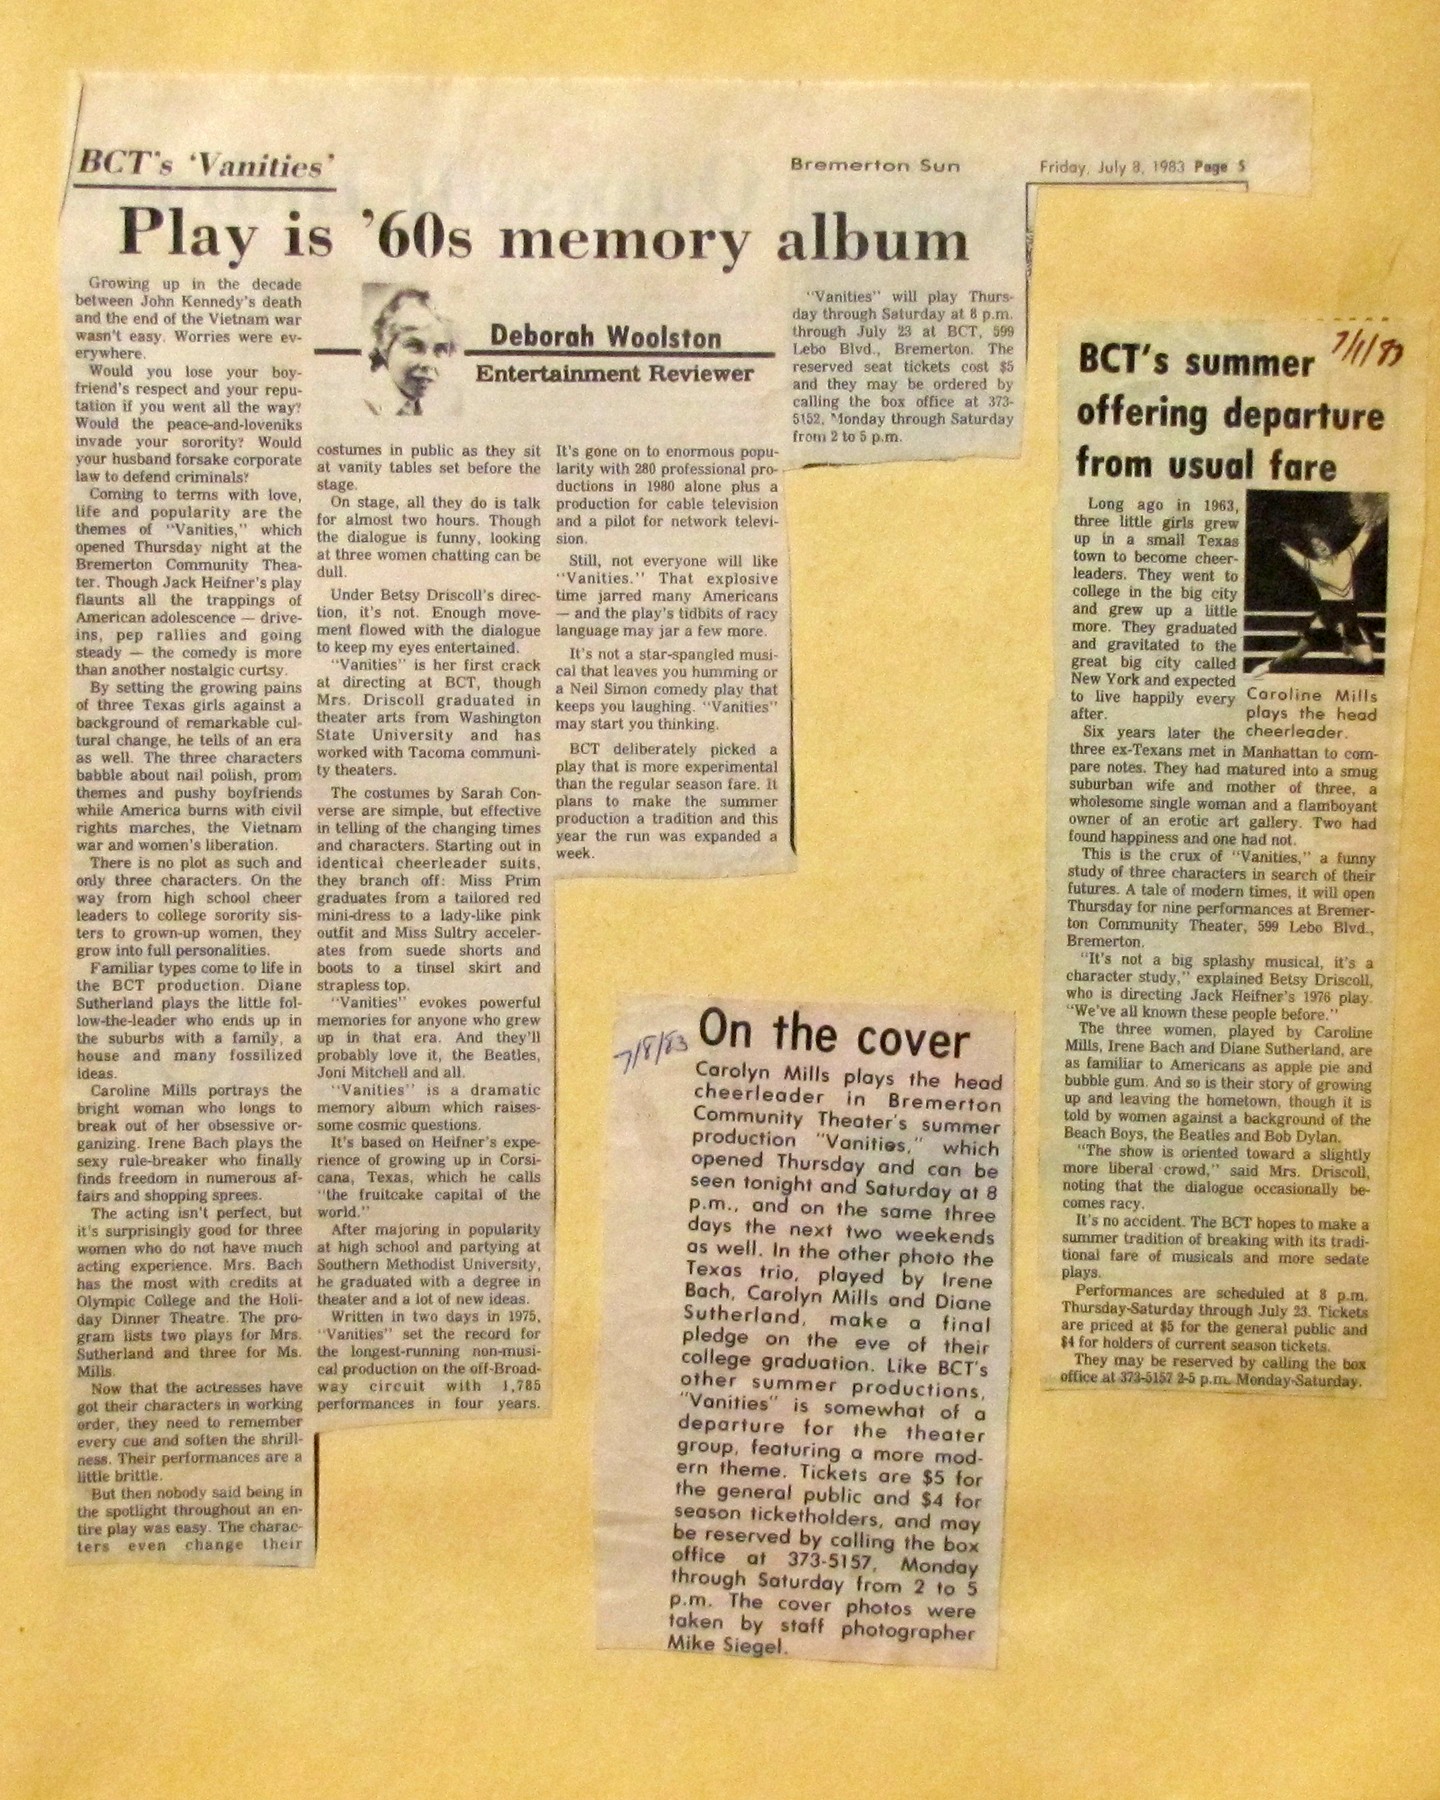 BCT's 'Vanities'
Bremerton Sun
Friday, July 8, 1983 Page 5
Play is '60s memory album
Growing up in the decade
between John Kennedy's death
and the end of the Vietnam war
wasn't easy. Worries were ev-
erywhere.
Would you lose your boy-
friend's respect and your repu-
tation if you went all the way?
Would the peace-and-loveniks
invade your sorority? Would
your husband forsake corporate
law to defend criminals?
Coming to terms with love,
life and popularity are the
themes of "Vanities," which
opened Thursday night at the
Bremerton Community Thea-
ter. Though Jack Heifner's play
flaunts all the trappings of
American adolescence — drive-
ins, pep rallies and going
steady — the comedy is more
than another nostalgic curtsy.
By setting the growing pains
of three Texas girls against a
background of remarkable cul-
tural change, he tells of an era
as well. The three characters
babble about nail polish, prom
themes and pushy boyfriends
while America burns with civil
rights marches, the Vietnam
war and women's liberation.
There is no plot as such and
only three characters. On the
way from high school cheer
leaders to college sorority sis-
ters to grown-up women, they
grow into full personalities.
Familiar types come to life in
the BCT production. Diane
Sutherland plays the little fol-
low-the-leader who ends up in
the suburbs with a family, a
house and many fossilized
ideas.
Caroline Mills portrays the
bright woman who longs to
break out of her obsessive or-
ganizing. Irene Bach plays the
sexy rule-breaker who finally
finds freedom in numerous af-
fairs and shopping sprees.
The acting isn't perfect, but
it's surprisingly good for three
women who do not have much
acting experience. Mrs. Bach
has the most with credits at
Olympic College and the Holi-
day Dinner Theatre. The pro-
gram lists two plays for Mrs.
Sutherland and three for Ms.
Mills.
Now that the actresses have
got their characters in working
order, they need to remember
every cue and soften the shrill-
ness. Their performances are a
little brittle.
But then nobody said being in
the spotlight throughout an en-
tire play was easy. The charac-
ters even change their
Deborah Woolston
Entertainment Reviewer
costumes in public as they sit
at vanity tables set before the
stage.
On stage, all they do is talk
for almost two hours. Though
the dialogue is funny, looking
at three women chatting can be
dull.
Under Betsy Driscoll's direc-
tion, it's not. Enough move-
ment flowed with the dialogue
to keep my eyes entertained.
"Vanities" is her first crack
at directing at BCT, though
Mrs. Driscoll graduated in
theater arts from Washington
State University and has
worked with Tacoma communi-
ty theaters.
The costumes by Sarah Con-
verse are simple, but effective
in telling of the changing times
and characters. Starting out in
identical cheerleader suits,
they branch off: Miss Prim
graduates from a tailored red
mini-dress to a lady-like pink
outfit and Miss Sultry acceler-
ates from suede shorts and
boots to a tinsel skirt and
strapless top.
"Vanities" evokes powerful
memories for anyone who grew
up in that era. And they'll
probably love it, the Beatles,
Joni Mitchell and all.
"Vanities" is a dramatic
memory album which raises-
some cosmic questions.
It's based on Heifner's expe-
rience of growing up in Corsi-
cana, Texas, which he calls
"the fruitcake capital of the
world."
After majoring in popularity
at high school and partying at
Southern Methodist University,
he graduated with a degree in
theater and a lot of new ideas.
Written in two days in 1975,
"Vanities" set the record for
the longest-running non-musi-
cal production on the off-Broad-
way circuit with 1,785
performances in four years.
It's gone on to enormous popu-
larity with 280 professional pro-
ductions in 1980 alone plus a
production for cable television
and a pilot for network televi-
sion.
Still, not everyone will like
"Vanities." That explosive
time jarred many Americans
— and the play's tidbits of racy
language may jar a few more.
It's not a star-spangled musi-
cal that leaves you humming or
a Neil Simon comedy play that
keeps you laughing. "Vanities"
may start you thinking.
BCT deliberately picked a
play that is more experimental
than the regular season fare. It
plans to make the summer
production a tradition and this
year the run was expanded a
week.
"Vanities" will play Thurs-
day through Saturday at 8 p.m.
through July 23 at BCT, 599
Lebo Blvd., Bremerton. The
reserved seat tickets cost $5
and they may be ordered by
calling the box office at 373-
5152, Monday through Saturday
from 2 to 5 p.m.
7/8/83
On the cover
Carolyn Mills plays the head
cheerleader in Bremerton
Community Theater's summer
production "Vanities," which
opened Thursday and can be
seen tonight and Saturday at 8
p.m., and on the same three
days the next two weekends
as well. In the other photo the
Texas trio, played by Irene
Bach, Carolyn Mills and Diane
Sutherland, make a final
pledge on the eve of their
college graduation. Like BCT's
other summer productions,
"Vanities" is somewhat of a
departure for the theater
group, featuring a more mod-
ern theme. Tickets are $5 for
the general public and $4 for
season ticketholders, and may
be reserved by calling the box
office at 373-5157, Monday
through Saturday from 2 to 5
p.m. The cover photos were
taken by staff photographer
Mike Siegel.
7/1/83
BCT's summer
offering departure
from usual fare
Long ago in 1963,
three little girls grew
up in a small Texas
town to become cheer-
leaders. They went to
college in the big city
and grew up a little
more. They graduated
and gravitated to the
great big city called
New York and expected
to live happily every
after.
Caroline Mills
plays the head
cheerleader.
Six years later the
three ex-Texans met in Manhattan to com-
pare notes. They had matured into a smug
suburban wife and mother of three, a
wholesome single woman and a flamboyant
owner of an erotic art gallery. Two had
found happiness and one had not.
This is the crux of "Vanities," a funny
study of three characters in search of their
futures. A tale of modern times, it will open
Thursday for nine performances at Bremer-
ton Community Theater, 599 Lebo Blvd.,
Bremerton.
"It's not a big splashy musical, it's a
character study," explained Betsy Driscoll,
who is directing Jack Heifner's 1976 play.
"We've all known these people before."
The three women, played by Caroline
Mills, Irene Bach and Diane Sutherland, are
as familiar to Americans as apple pie and
bubble gum. And so is their story of growing
up and leaving the hometown, though it is
told by women against a background of the
Beach Boys, the Beatles and Bob Dylan.
"The show is oriented toward a slightly
more liberal crowd," said Mrs. Driscoll,
noting that the dialogue occasionally be-
comes racy.
It's no accident. The BCT hopes to make a
summer tradition of breaking with its tradi-
tional fare of musicals and more sedate
plays.
Performances are scheduled at 8 p.m.
Thursday-Saturday through July 23. Tickets
are priced at $5 for the general public and
$4 for holders of current season tickets.
They may be reserved by calling the box
office at 373-5157 2-5 p.m. Monday-Saturday.